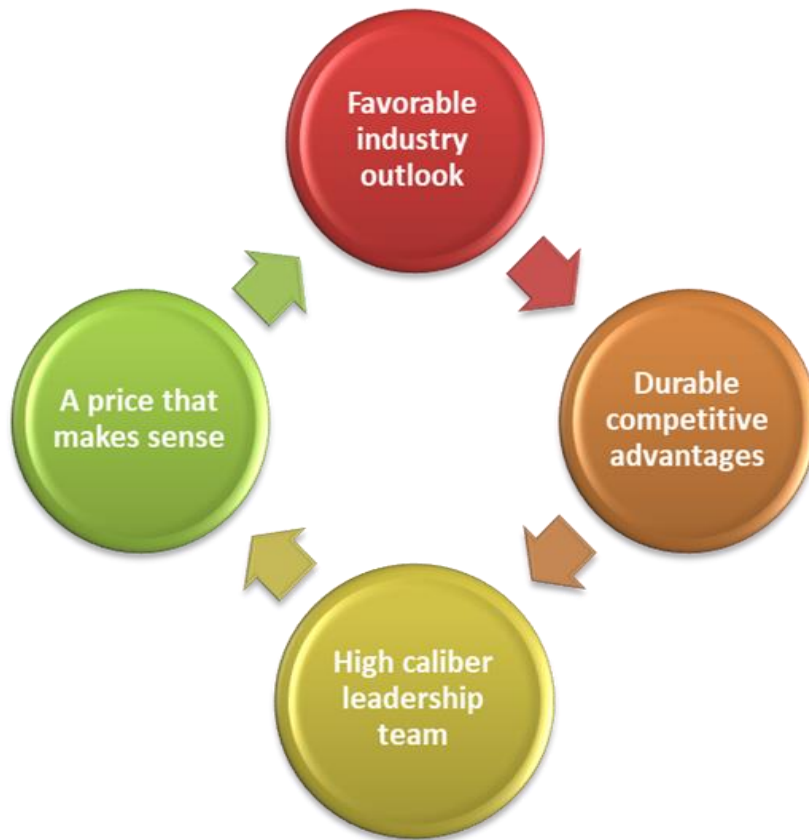 Favorable
industry
outlook
Durable
competitive
advantages
High caliber
leadership
team
A price that
makes sense